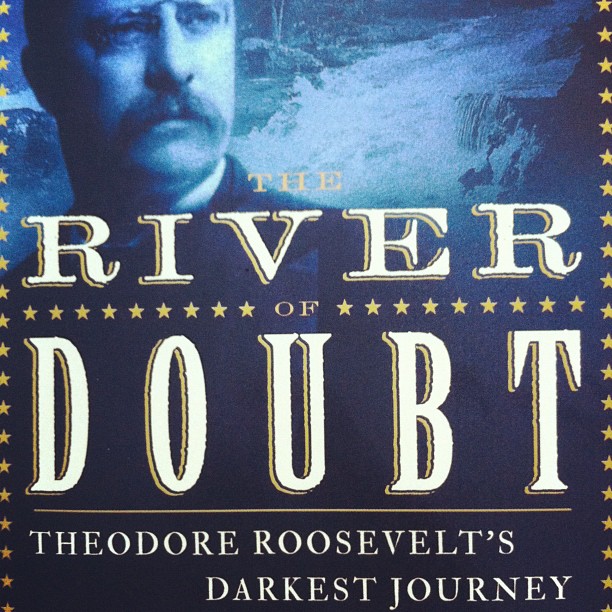 THE
RIVER
OF
DOUBT
THEODORE ROOSEVELT'S
DARKEST JOURNEY